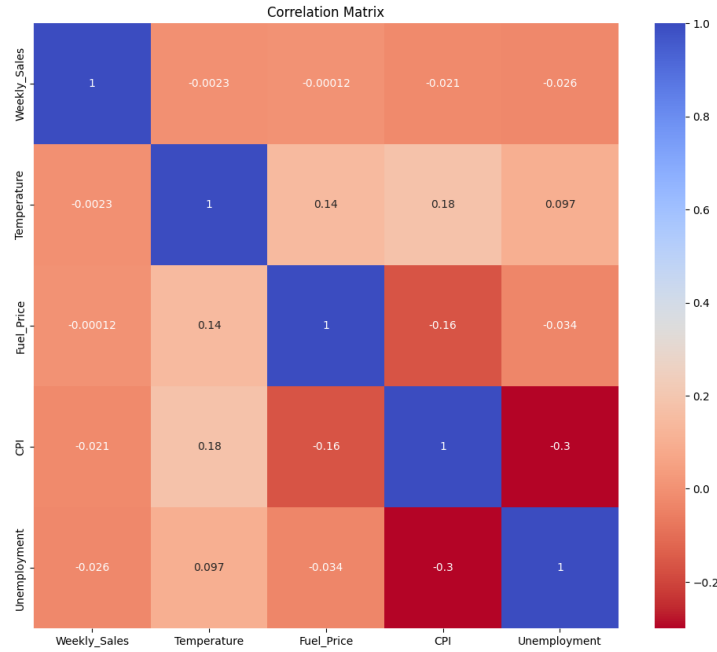 Correlation Matrix
Weekly_Sales 1 -0.0023 -0.00012 -0.021 -0.026
Temperature -0.0023 1 0.14 0.18 0.097
Fuel_Price -0.00012 0.14 1 -0.16 -0.034
CPI -0.021 0.18 -0.16 1 -0.3
Unemployment -0.026 0.097 -0.034 -0.3 1
Weekly_Sales Temperature Fuel_Price CPI Unemployment
1.0
0.8
0.6
0.4
0.2
0.0
−0.2